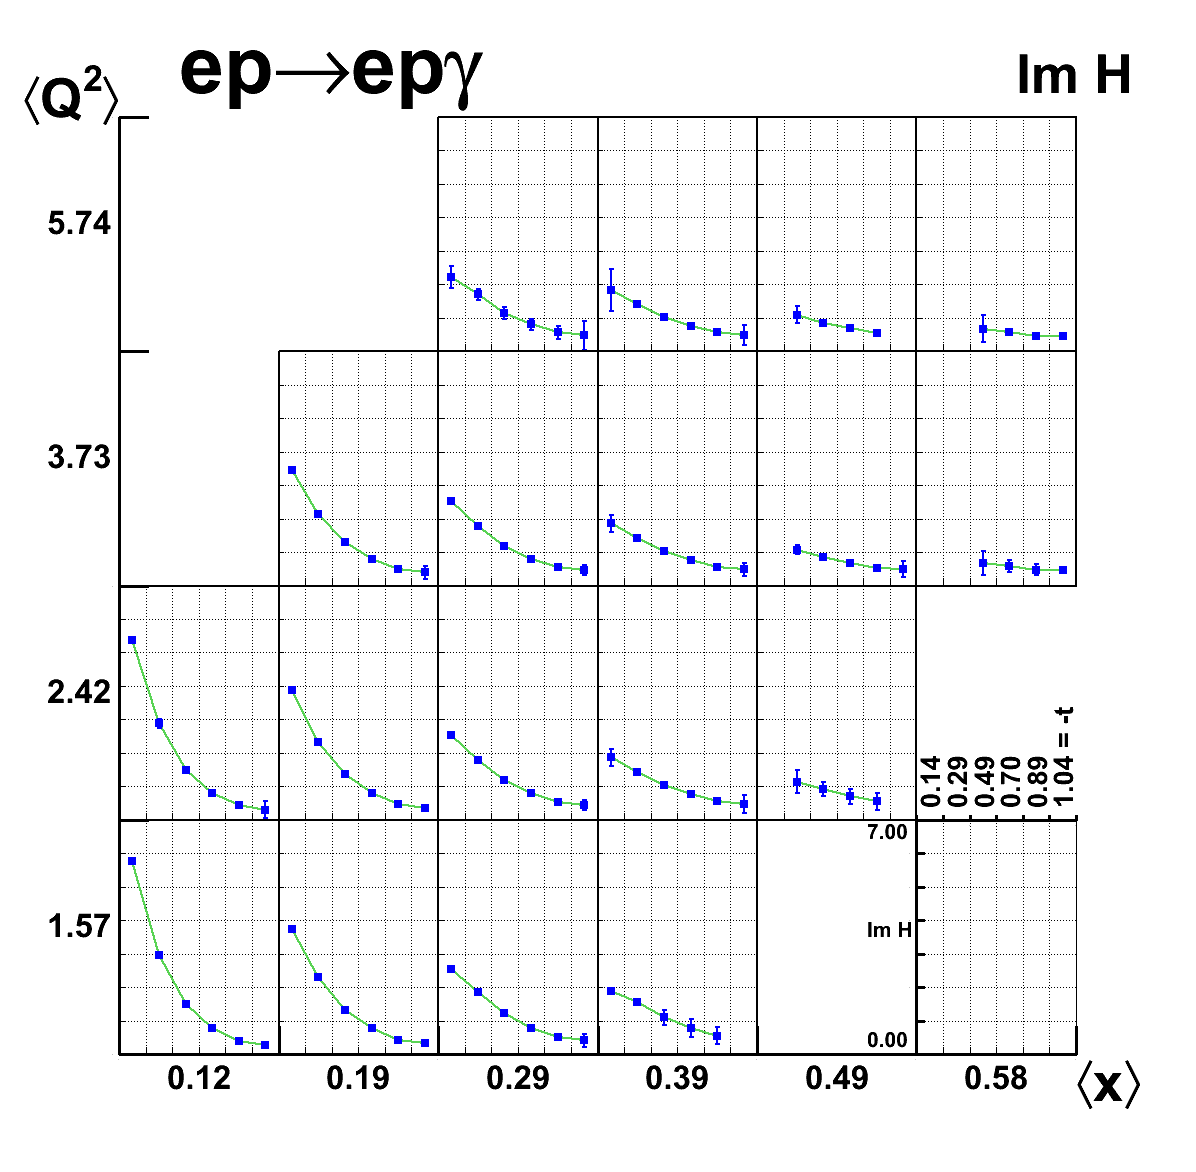 ep→epγ
Im H
⟨Q²⟩
5.74
3.73
2.42
0.14
0.29
0.49
0.70
0.89
1.04 = -t
1.57
7.00
Im H
0.00
0.12 0.19 0.29 0.39 0.49 0.58 ⟨x⟩